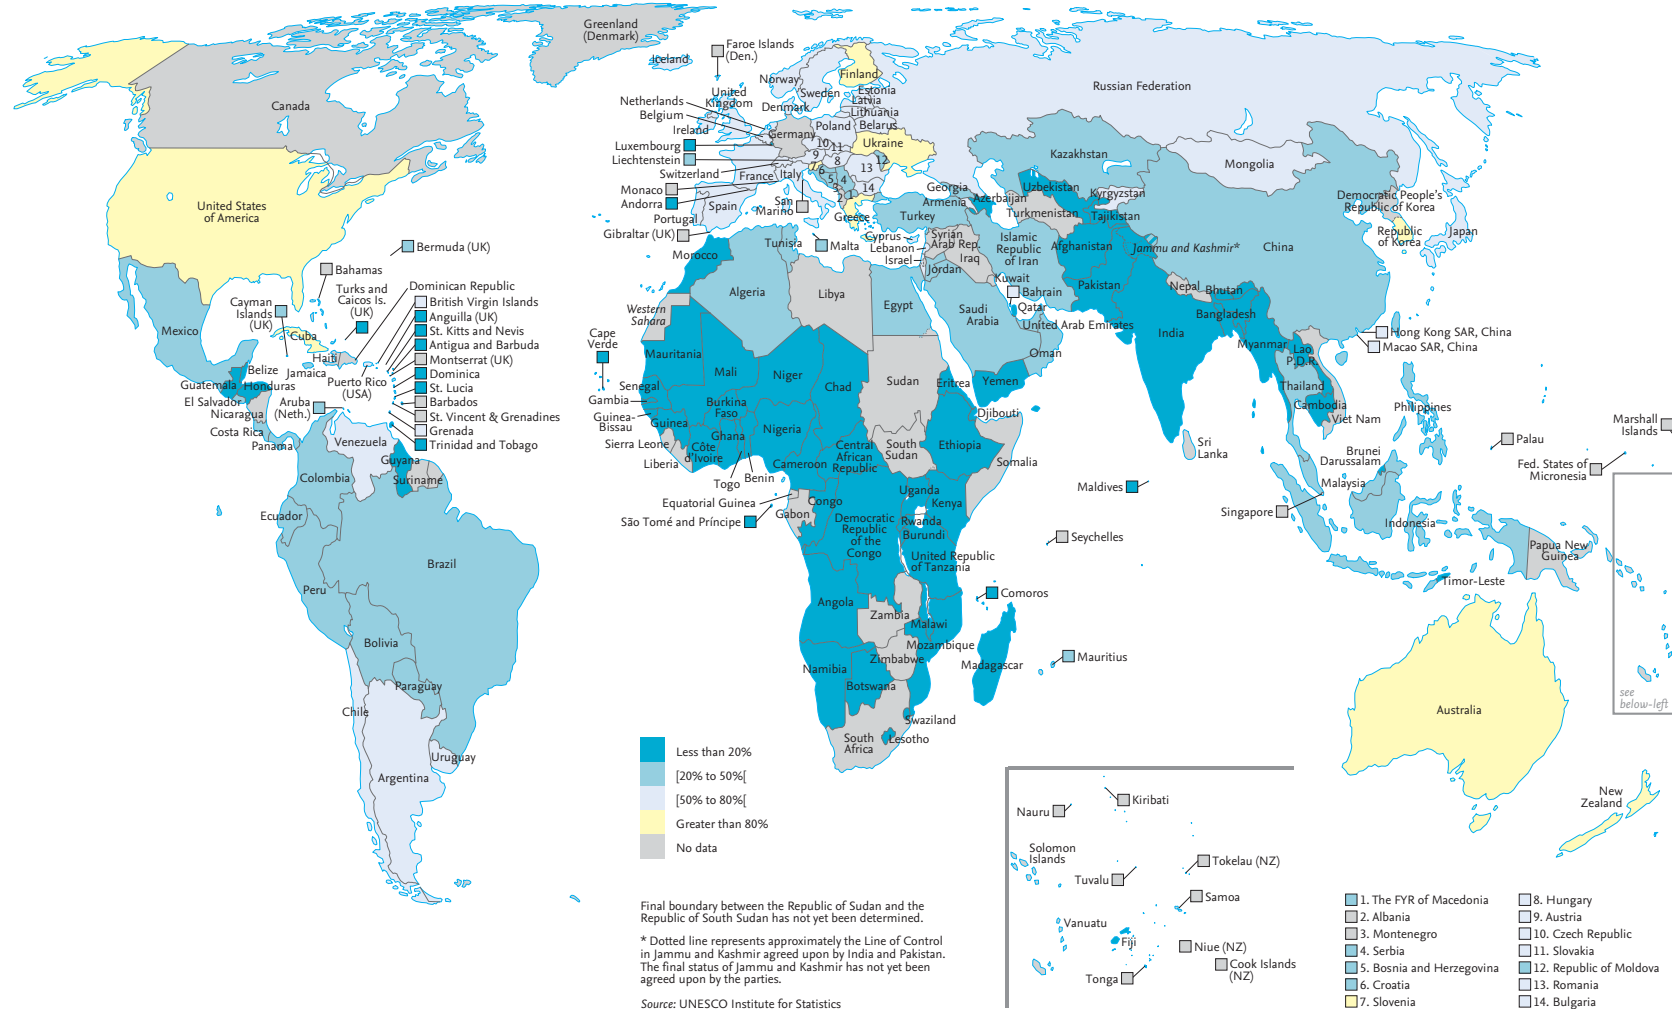 Greenland
(Denmark)
Faroe Islands
(Den.)
Iceland
Norway
Sweden
Finland
Estonia
Latvia
Lithuania
Belarus
Russian Federation
United
Kingdom
Denmark
Netherlands
Belgium
Ireland
Luxembourg
Liechtenstein
Switzerland
Monaco
Andorra
Portugal
Gibraltar (UK)
Germany
Poland
Ukraine
10
11
9
8
7
6
5
4
3
2
1
12
13
14
France
Italy
Spain
San
Marino
Greece
Malta
Canada
United States
of America
Bermuda (UK)
Bahamas
Turks and
Caicos Is.
(UK)
Cayman
Islands
(UK)
Mexico
Cuba
Haiti
Belize
Jamaica
Guatemala
Honduras
El Salvador
Nicaragua
Costa Rica
Panama
Aruba
(Neth.)
Puerto Rico
(USA)
Dominican Republic
British Virgin Islands
Anguilla (UK)
St. Kitts and Nevis
Antigua and Barbuda
Montserrat (UK)
Dominica
St. Lucia
Barbados
St. Vincent & Grenadines
Grenada
Trinidad and Tobago
Venezuela
Guyana
Suriname
Colombia
Ecuador
Peru
Brazil
Bolivia
Paraguay
Chile
Uruguay
Argentina
Kazakhstan
Mongolia
Georgia
Armenia
Azerbaijan
Uzbekistan
Kyrgyzstan
Turkmenistan
Tajikistan
Turkey
Cyprus
Lebanon
Israel
Syrian
Arab Rep.
Iraq
Jordan
Islamic
Republic
of Iran
Afghanistan
Jammu and Kashmir*
China
Democratic People's
Republic of Korea
Republic
of Korea
Japan
Kuwait
Bahrain
Qatar
Saudi
Arabia
United Arab Emirates
Oman
Yemen
Pakistan
Nepal
Bhutan
Bangladesh
India
Myanmar
Lao
P.D.R.
Thailand
Cambodia
Viet Nam
Hong Kong SAR, China
Macao SAR, China
Philippines
Palau
Marshall
Islands
Fed. States of
Micronesia
Sri
Lanka
Maldives
Brunei
Darussalam
Malaysia
Singapore
Indonesia
Papua New
Guinea
Timor-Leste
Morocco
Tunisia
Algeria
Libya
Egypt
Western
Sahara
Cape
Verde
Mauritania
Mali
Niger
Chad
Sudan
Eritrea
Djibouti
Senegal
Gambia
Guinea-
Bissau
Guinea
Sierra Leone
Liberia
Burkina
Faso
Côte
d'Ivoire
Ghana
Togo
Benin
Nigeria
Cameroon
Central
African
Republic
South
Sudan
Ethiopia
Somalia
Equatorial Guinea
São Tomé and Príncipe
Gabon
Congo
Democratic
Republic
of the
Congo
Uganda
Kenya
Rwanda
Burundi
United Republic
of Tanzania
Seychelles
Comoros
Angola
Zambia
Malawi
Mozambique
Zimbabwe
Madagascar
Mauritius
Namibia
Botswana
Swaziland
Lesotho
South
Africa
Australia
New
Zealand
see
below-left
Less than 20%
[20% to 50%[
[50% to 80%[
Greater than 80%
No data
Final boundary between the Republic of Sudan and the
Republic of South Sudan has not yet been determined.
* Dotted line represents approximately the Line of Control
in Jammu and Kashmir agreed upon by India and Pakistan.
The final status of Jammu and Kashmir has not yet been
agreed upon by the parties.
Source: UNESCO Institute for Statistics
Nauru
Kiribati
Solomon
Islands
Tuvalu
Tokelau (NZ)
Samoa
Vanuatu
Fiji
Niue (NZ)
Cook Islands
(NZ)
Tonga
1. The FYR of Macedonia
2. Albania
3. Montenegro
4. Serbia
5. Bosnia and Herzegovina
6. Croatia
7. Slovenia
8. Hungary
9. Austria
10. Czech Republic
11. Slovakia
12. Republic of Moldova
13. Romania
14. Bulgaria